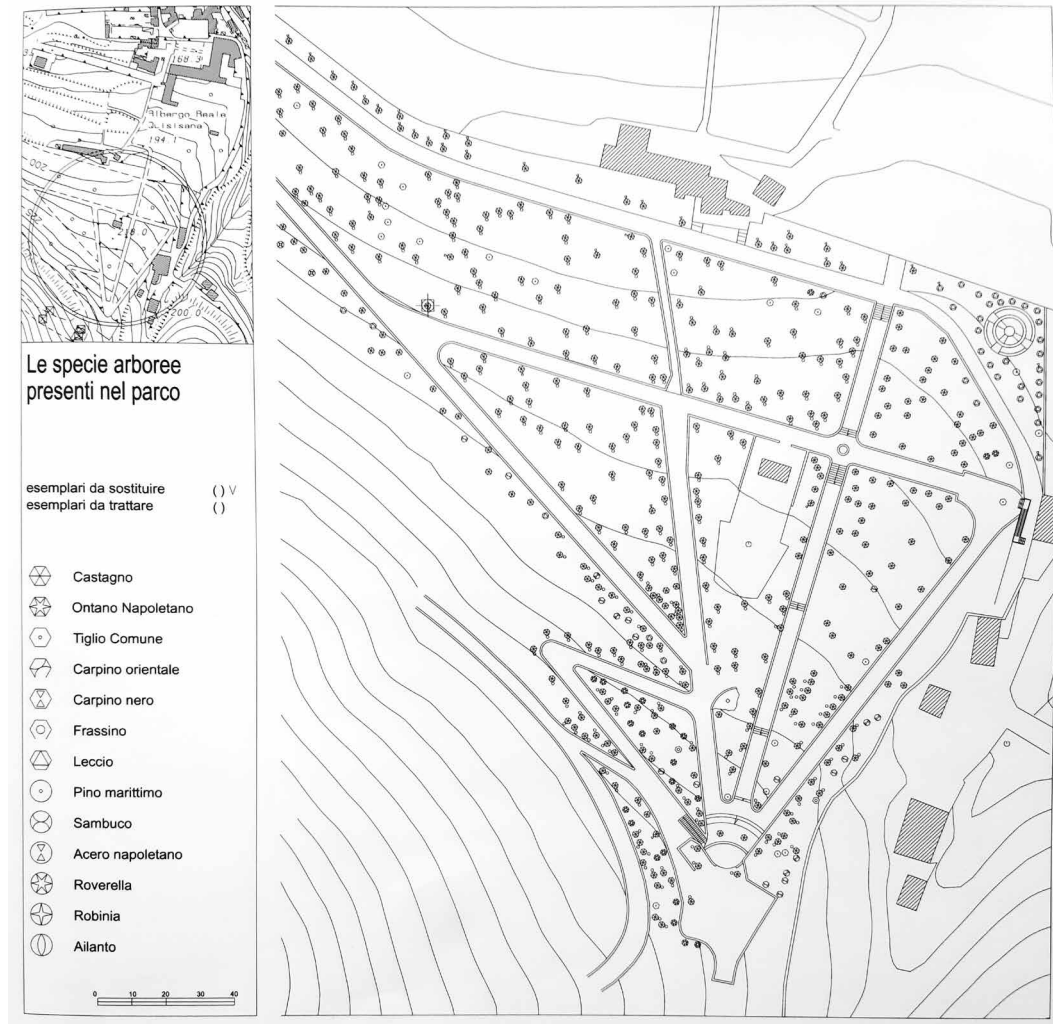 168.9
Albergo Reale
Quisisana
194.1
200
200.0
Le specie arboree
presenti nel parco
esemplari da sostituire ( ) V
esemplari da trattare ( )
Castagno
Ontano Napoletano
Tiglio Comune
Carpino orientale
Carpino nero
Frassino
Leccio
Pino marittimo
Sambuco
Acero napoletano
Roverella
Robinia
Ailanto
0 10 20 30 40